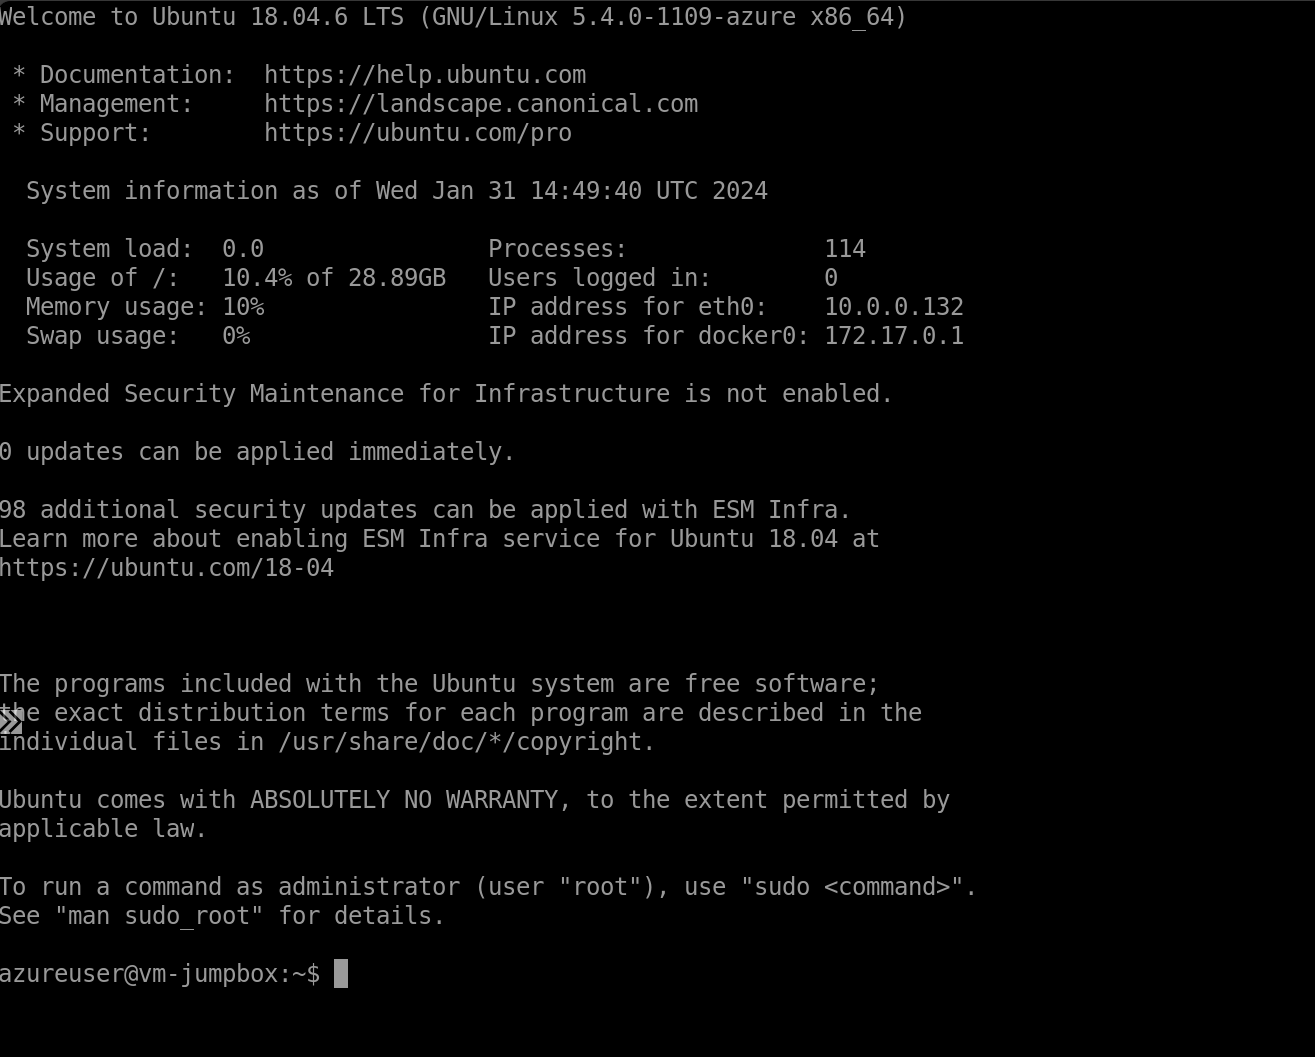 Welcome to Ubuntu 18.04.6 LTS (GNU/Linux 5.4.0-1109-azure x86_64)
* Documentation:  https://help.ubuntu.com
* Management:     https://landscape.canonical.com
* Support:        https://ubuntu.com/pro
System information as of Wed Jan 31 14:49:40 UTC 2024
System load:  0.0                Processes:              114
Usage of /:   10.4% of 28.89GB   Users logged in:        0
Memory usage: 10%                IP address for eth0:    10.0.0.132
Swap usage:   0%                 IP address for docker0: 172.17.0.1
Expanded Security Maintenance for Infrastructure is not enabled.
0 updates can be applied immediately.
98 additional security updates can be applied with ESM Infra.
Learn more about enabling ESM Infra service for Ubuntu 18.04 at
https://ubuntu.com/18-04
The programs included with the Ubuntu system are free software;
the exact distribution terms for each program are described in the
individual files in /usr/share/doc/*/copyright.
Ubuntu comes with ABSOLUTELY NO WARRANTY, to the extent permitted by
applicable law.
To run a command as administrator (user "root"), use "sudo <command>".
See "man sudo_root" for details.
azureuser@vm-jumpbox:~$